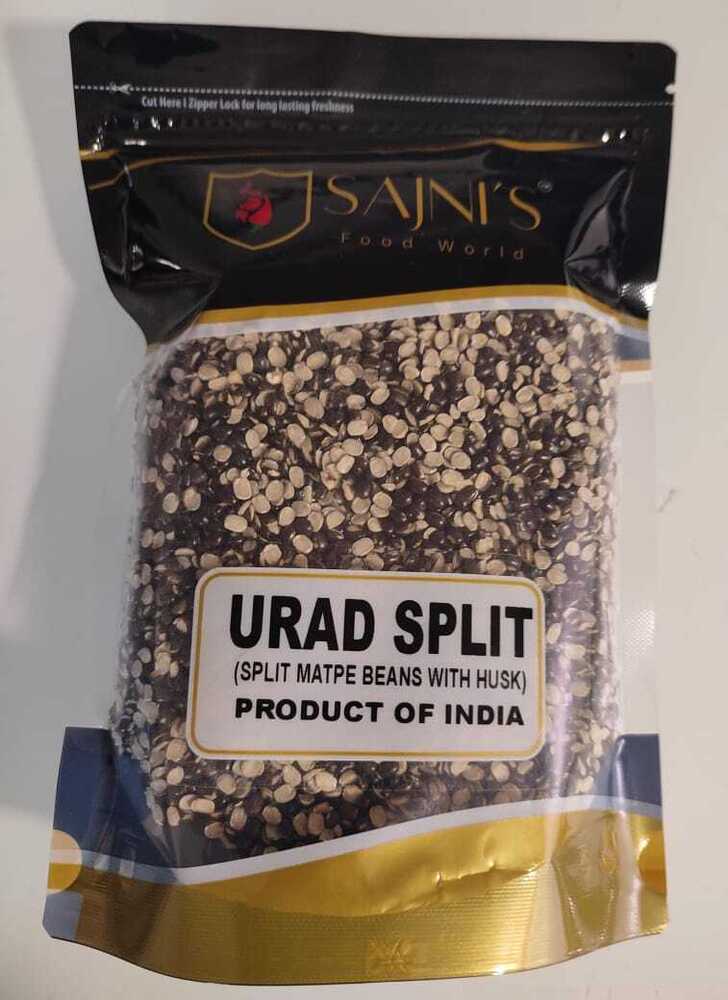 Cut Here | Zipper Lock for long lasting freshness
SAJNI'S®
Food World
URAD SPLIT
(SPLIT MATPE BEANS WITH HUSK)
PRODUCT OF INDIA